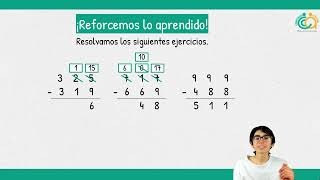 ¡Reforcemos lo aprendido!
Resolvamos los siguientes ejercicios.
10
1 15 6 17
3 2 5 7 1 7 9 9 9
- 3 1 9 - 6 6 9 - 4 8 8
6 4 8 5 1 1